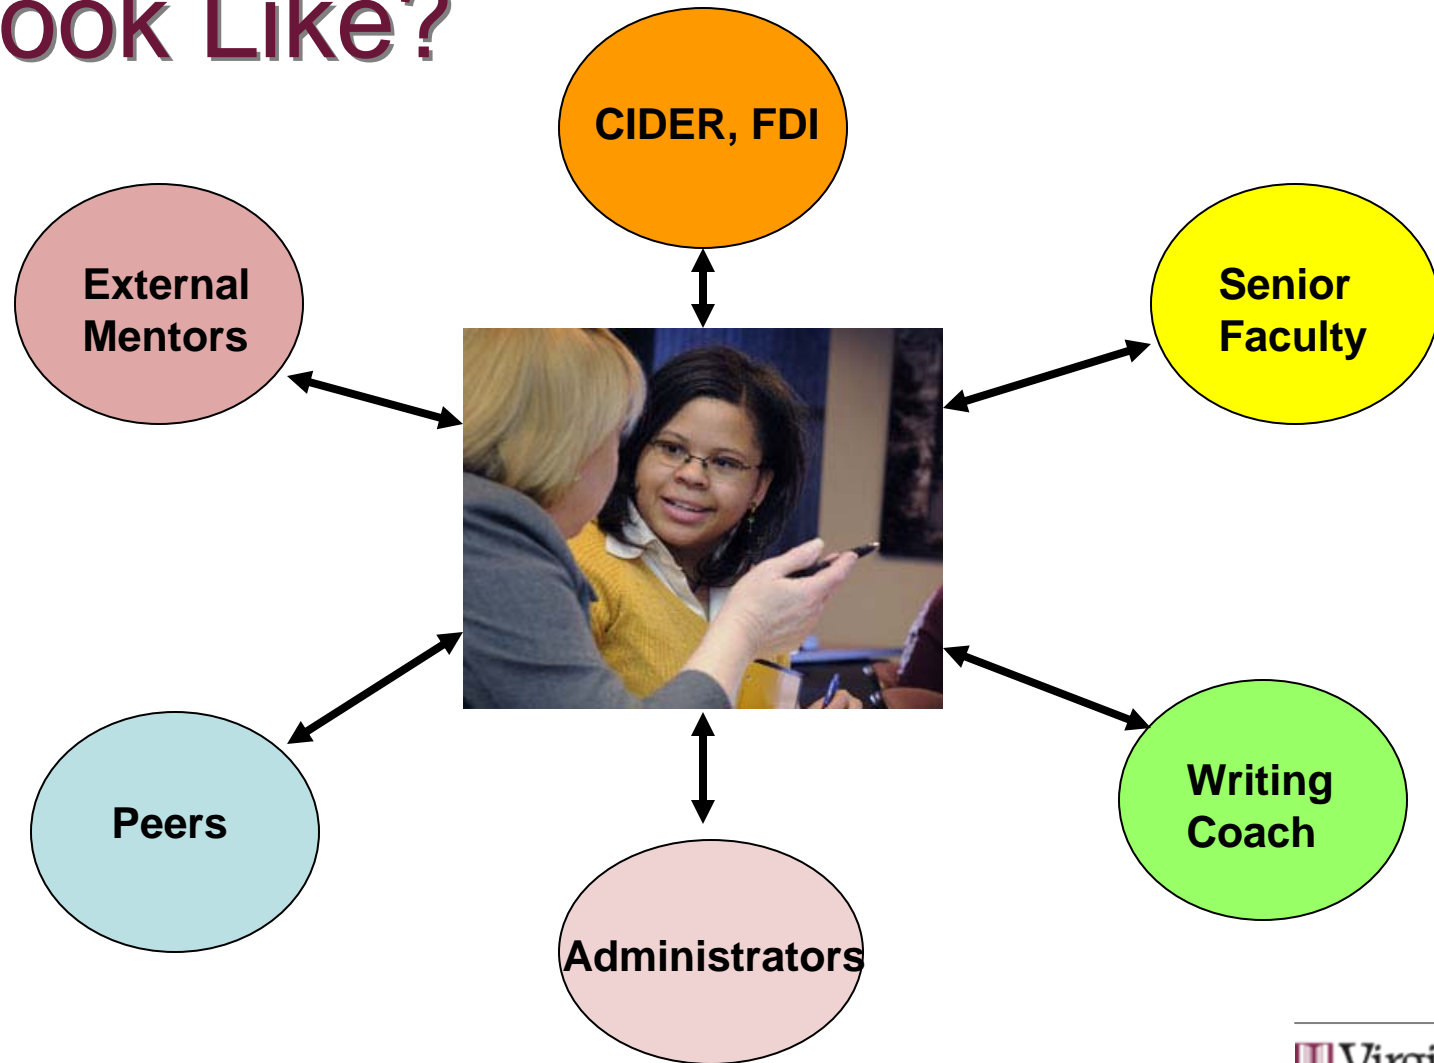 ook Like?
CIDER, FDI
External
Mentors
Senior
Faculty
Peers
Writing
Coach
Administrators